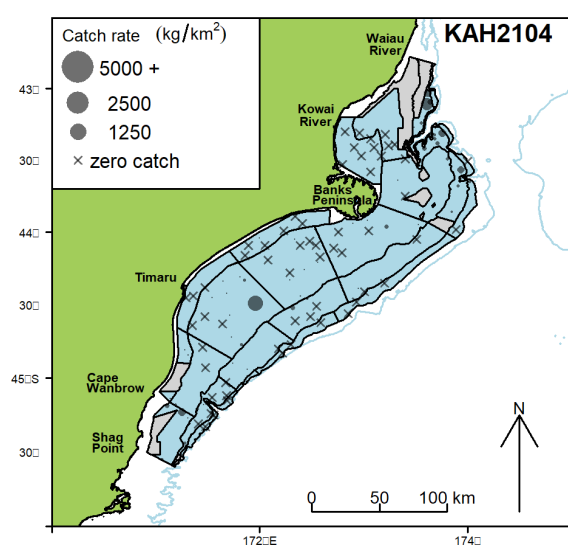 KAH2104
Catch rate (kg/km²)
5000 +
2500
1250
× zero catch
Waiau
River
Kowai
River
Banks
Peninsula
Timaru
Cape
Wanbrow
Shag
Point
43▯
30▯
44▯
30▯
45▯S
30▯
N
0 50 100 km
172▯E
174▯